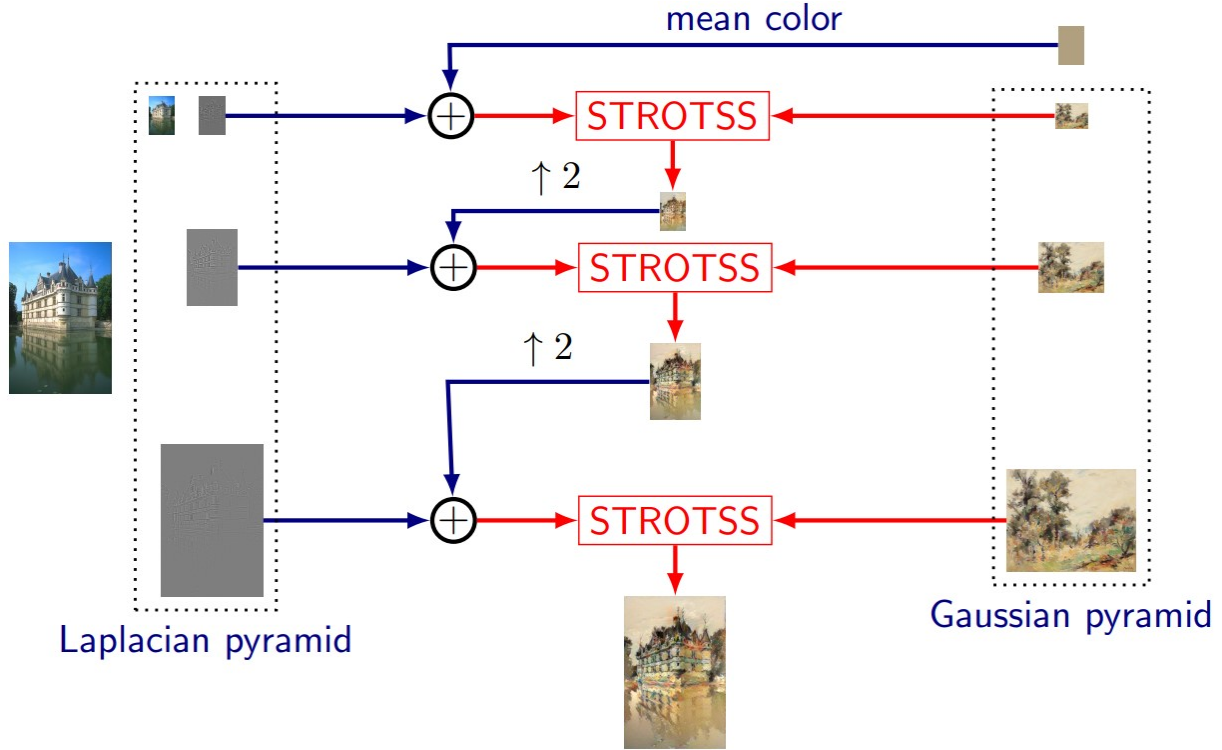 mean color
+
STROTSS
↑ 2
+
STROTSS
↑ 2
+
STROTSS
Laplacian pyramid
Gaussian pyramid